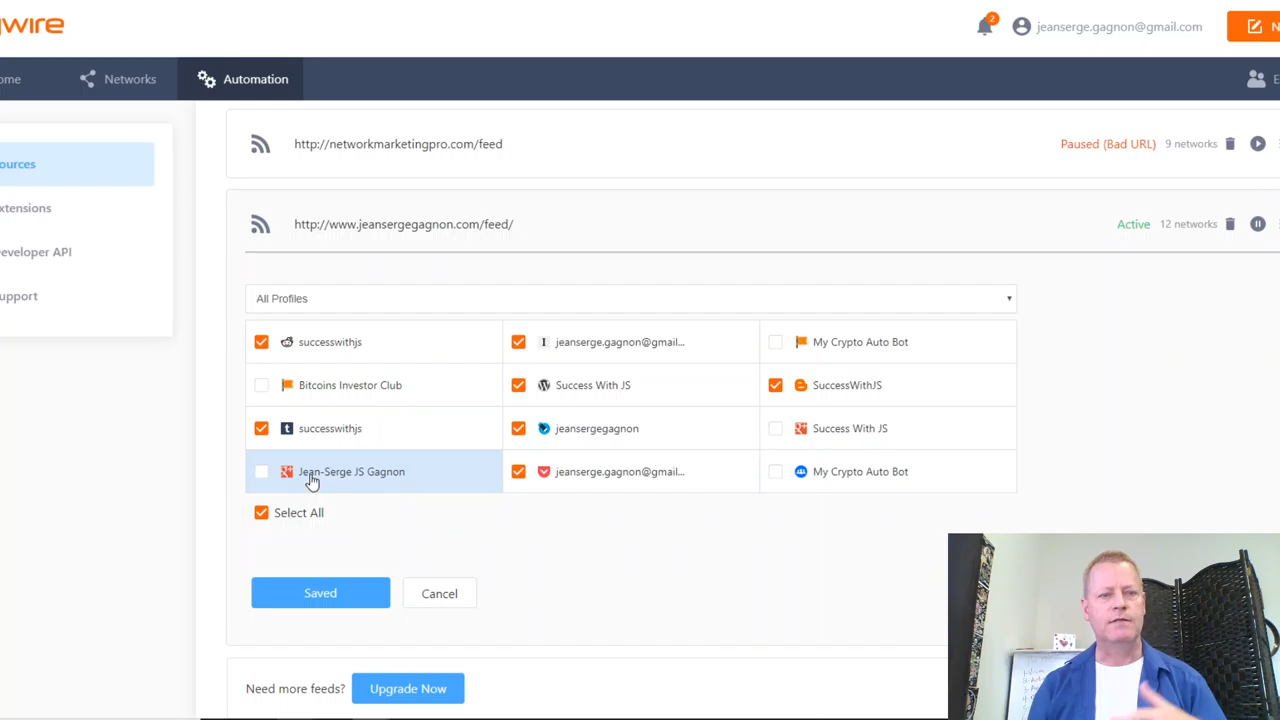 wire
2
jeanserge.gagnon@gmail.com
N
ome
Networks
Automation
E
ources
xtensions
eveloper API
upport
http://networkmarketingpro.com/feed
Paused (Bad URL)
9 networks
http://www.jeansergegagnon.com/feed/
Active
12 networks
All Profiles
successwithjs
jeanserge.gagnon@gmail...
My Crypto Auto Bot
Bitcoins Investor Club
Success With JS
SuccessWithJS
successwithjs
jeansergegagnon
Success With JS
Jean-Serge JS Gagnon
jeanserge.gagnon@gmail...
My Crypto Auto Bot
Select All
Saved
Cancel
Need more feeds?
Upgrade Now